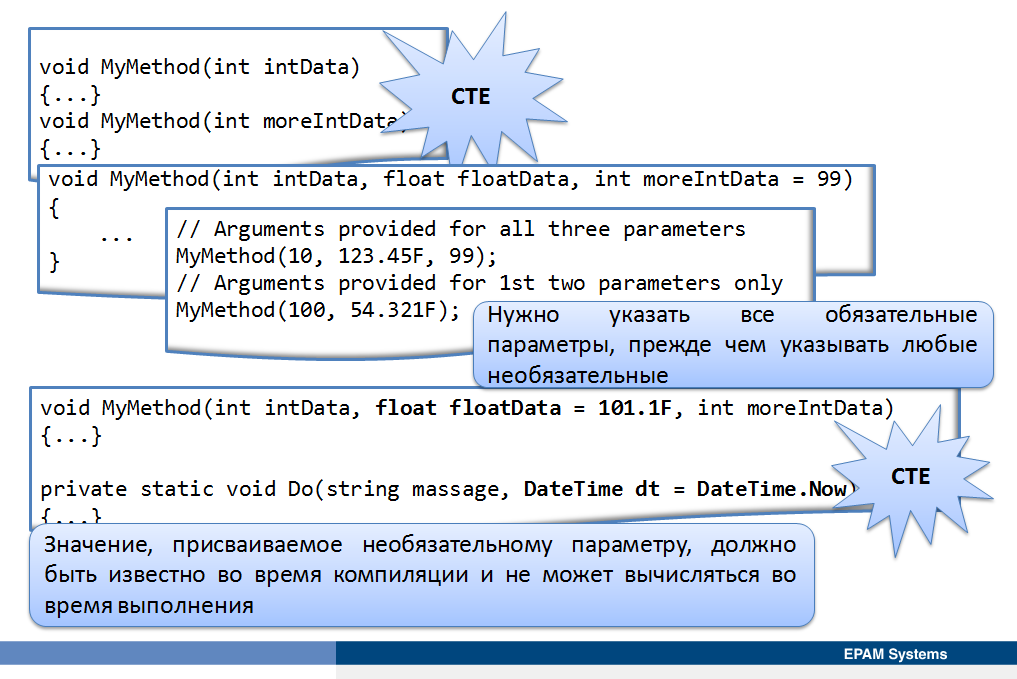 void MyMethod(int intData)
{...}
void MyMethod(int moreIntData)
{...}
CTE
void MyMethod(int intData, float floatData, int moreIntData = 99)
{
...
}
// Arguments provided for all three parameters
MyMethod(10, 123.45F, 99);
// Arguments provided for 1st two parameters only
MyMethod(100, 54.321F);
Нужно указать все обязательные
параметры, прежде чем указывать любые
необязательные
void MyMethod(int intData, float floatData = 101.1F, int moreIntData)
{...}
private static void Do(string massage, DateTime dt = DateTime.Now)
{...}
CTE
Значение, присваиваемое необязательному параметру, должно
быть известно во время компиляции и не может вычисляться во
время выполнения
EPAM Systems